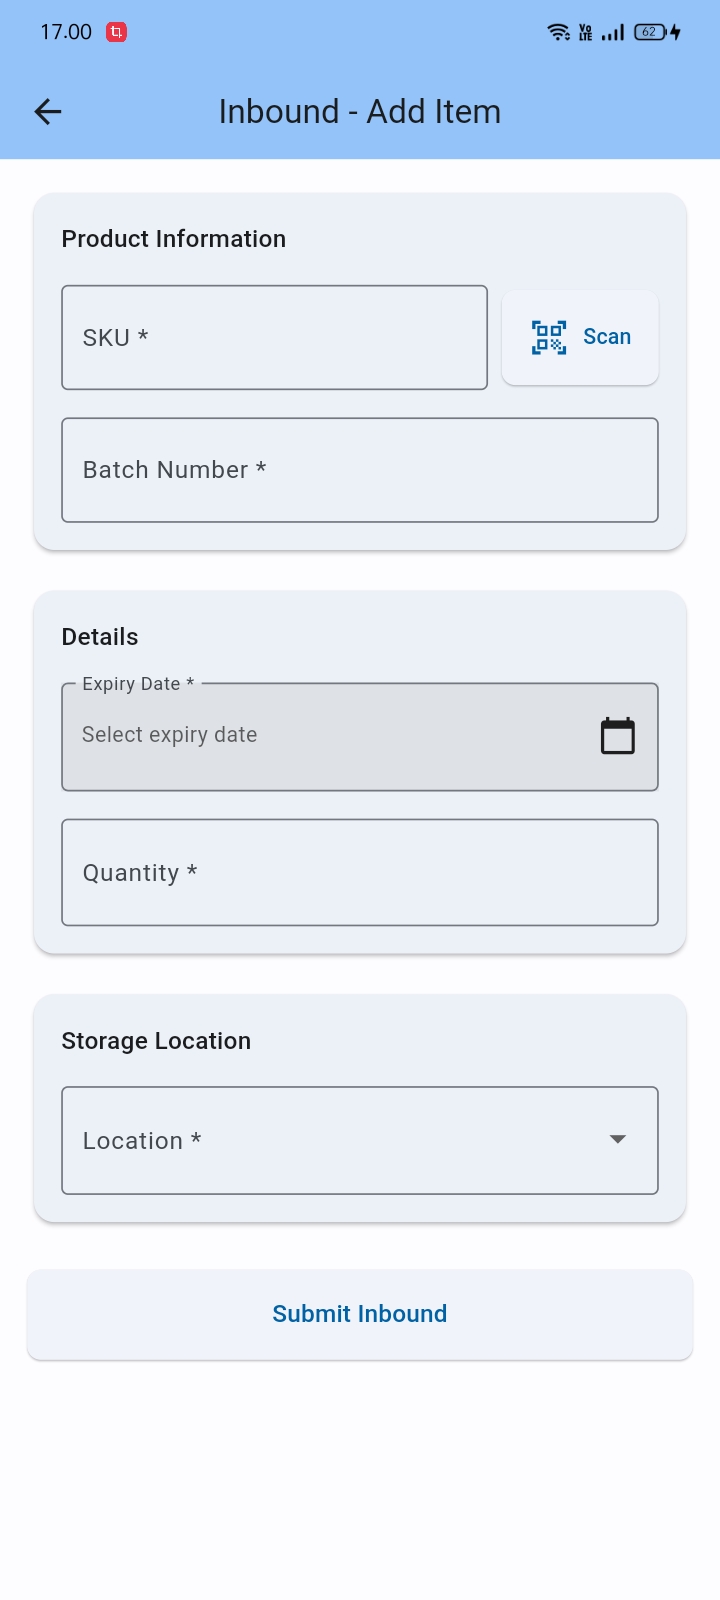 17.00
Vo
LTE
62
Inbound - Add Item
Product Information
SKU *
Scan
Batch Number *
Details
Expiry Date *
Select expiry date
Quantity *
Storage Location
Location *
Submit Inbound